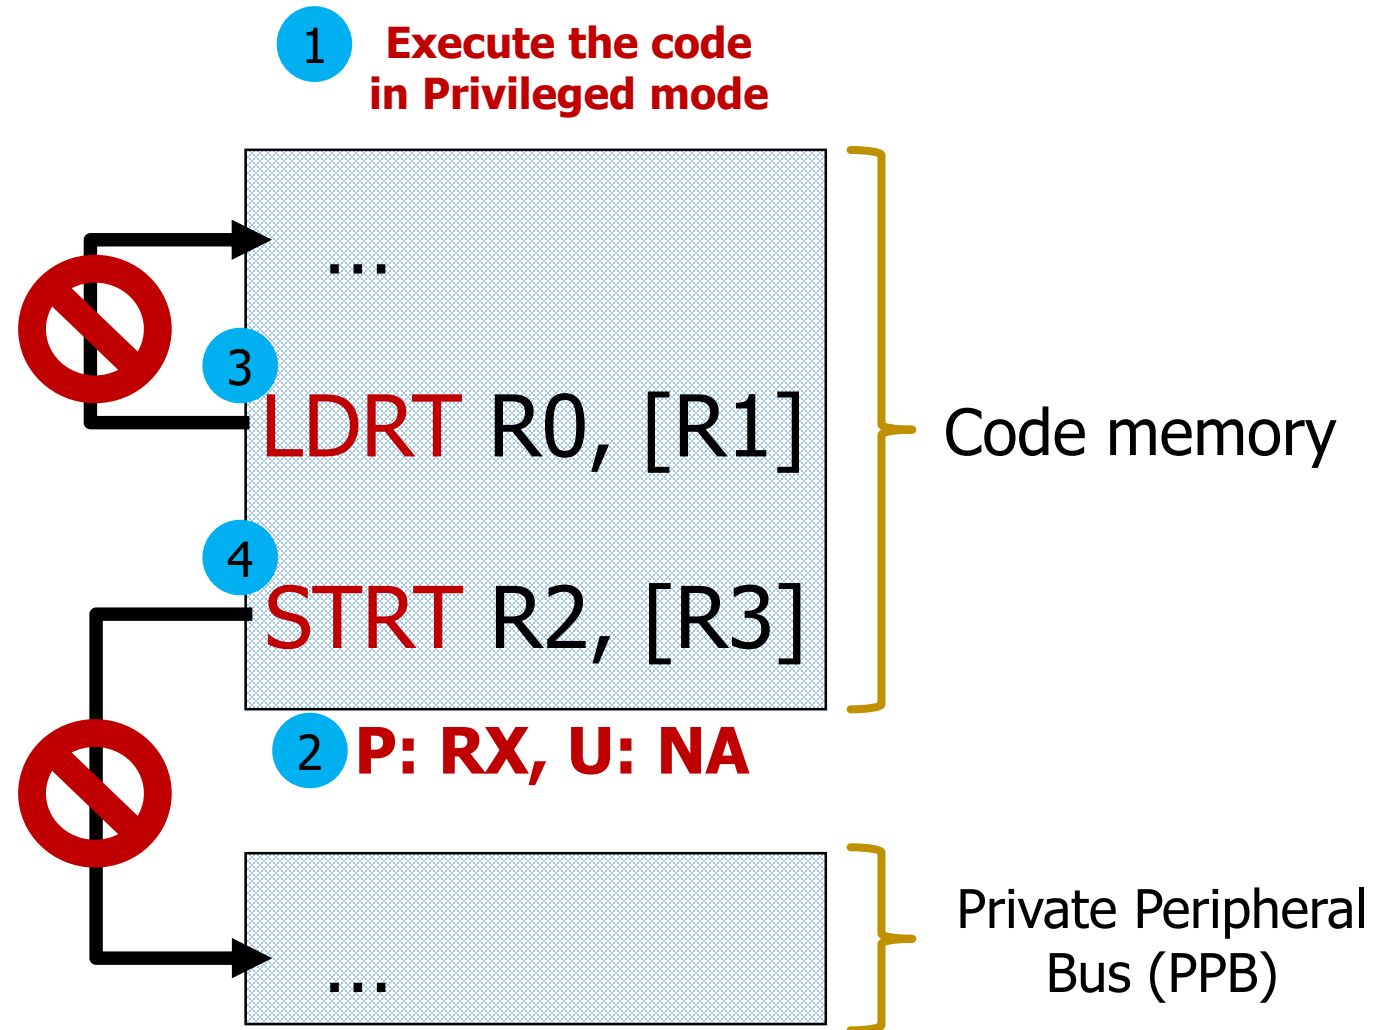 1 Execute the code
in Privileged mode
...
3
LDRT R0, [R1]
Code memory
4
STRT R2, [R3]
2 P: RX, U: NA
Private Peripheral
Bus (PPB)
...